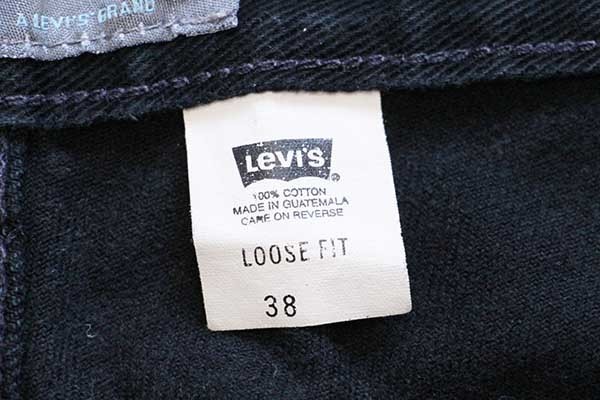 A LEVI'S® BRAND
Levi's®
100% COTTON
MADE IN GUATEMALA
CARE ON REVERSE
LOOSE FIT
38